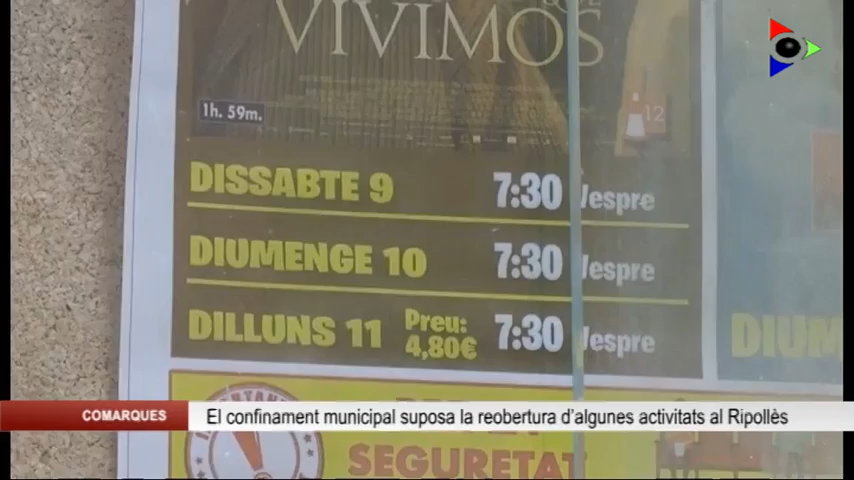 VIVIMOS
1h. 59m.
12
DISSABTE 9 7:30 Vespre
DIUMENGE 10 7:30 Vespre
DILLUNS 11 Preu: 4,80€ 7:30 Vespre
DIUM
COMARQUES El confinament municipal suposa la reobertura d'algunes activitats al Ripollès
SEGURETAT